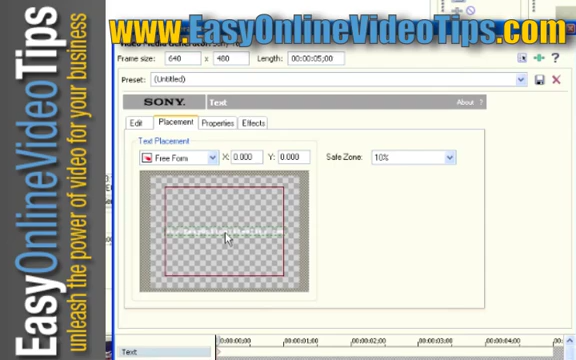 www.EasyOnlineVideoTips.com
EasyOnlineVideoTips
unleash the power of video for your business
Frame size: 640 x 480 Length: 00:00:05;00
Preset: (Untitled)
SONY. Text About ?
Edit Placement Properties Effects
Text Placement
Free Form X: 0.000 Y: 0.000 Safe Zone: 10%
00:00:00 00:00:01:00 00:00:02:00 00:00:03:00 00:00:04:00
Text